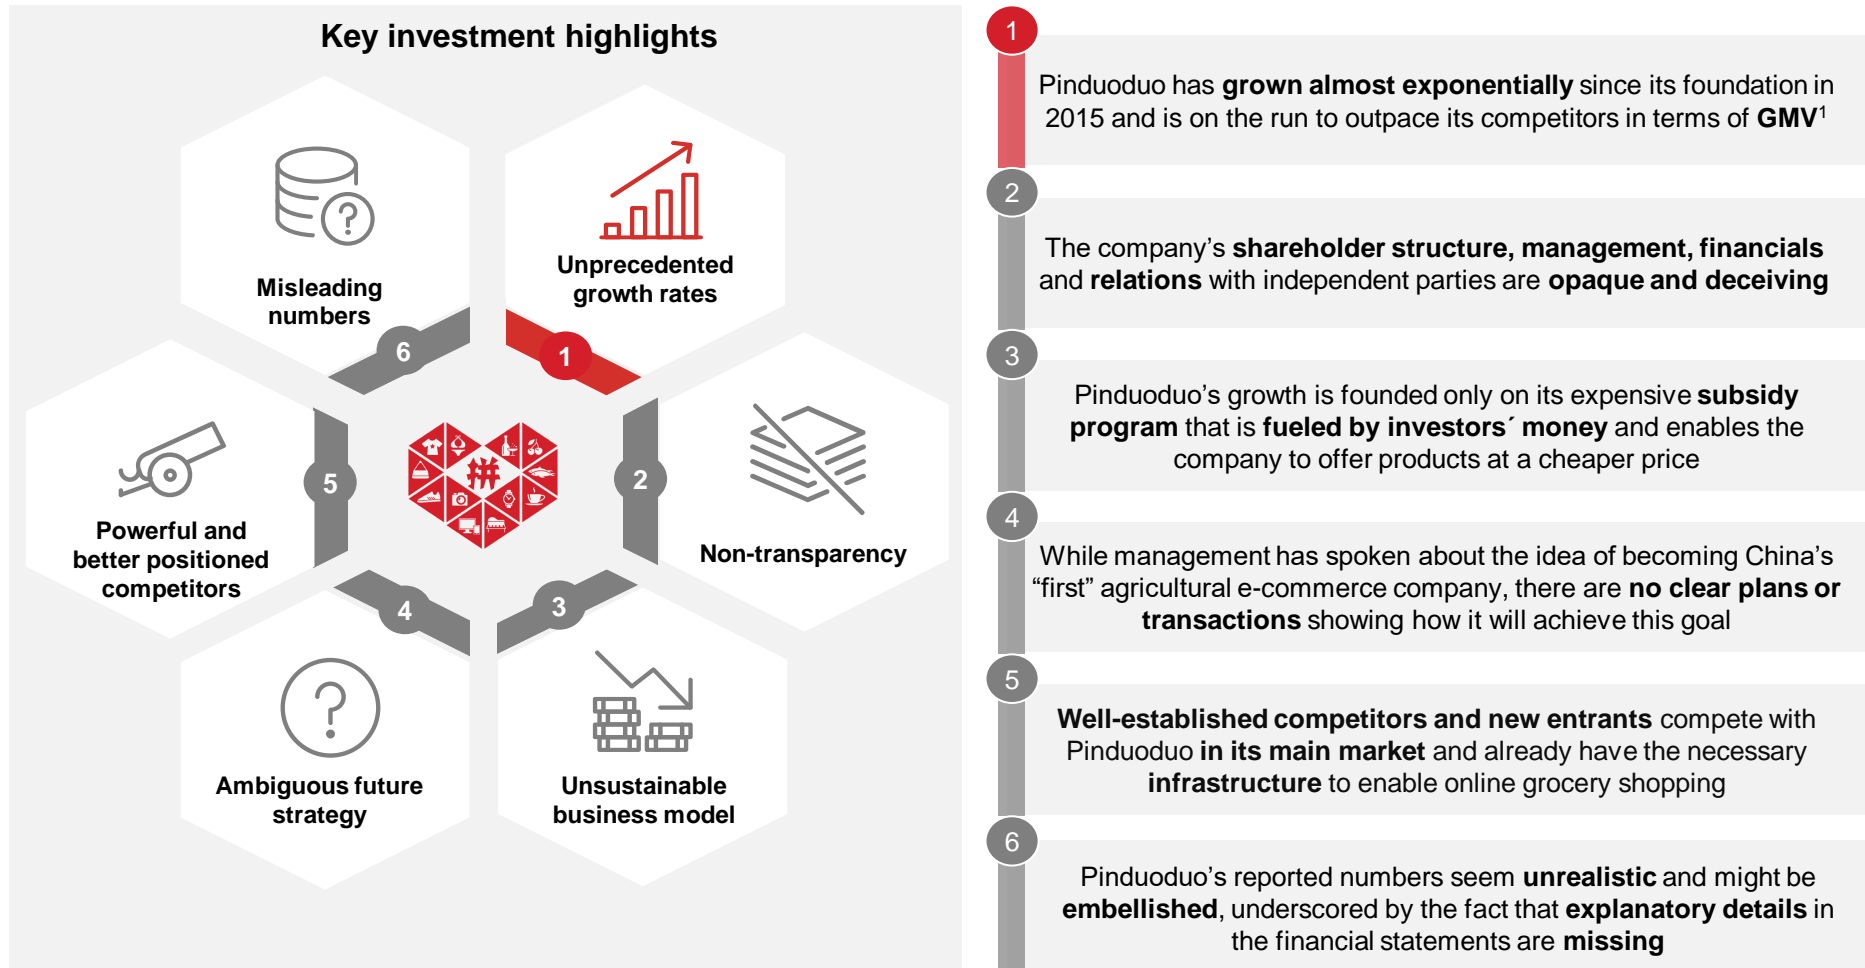 Key investment highlights
Misleading
numbers
Unprecedented
growth rates
6
1
Powerful and
better positioned
competitors
5
拼
2
Non-transparency
4
3
Ambiguous future
strategy
Unsustainable
business model
1
Pinduoduo has grown almost exponentially since its foundation in
2015 and is on the run to outpace its competitors in terms of GMV¹
2
The company’s shareholder structure, management, financials
and relations with independent parties are opaque and deceiving
3
Pinduoduo’s growth is founded only on its expensive subsidy
program that is fueled by investors´ money and enables the
company to offer products at a cheaper price
4
While management has spoken about the idea of becoming China’s
“first” agricultural e-commerce company, there are no clear plans or
transactions showing how it will achieve this goal
5
Well-established competitors and new entrants compete with
Pinduoduo in its main market and already have the necessary
infrastructure to enable online grocery shopping
6
Pinduoduo’s reported numbers seem unrealistic and might be
embellished, underscored by the fact that explanatory details in
the financial statements are missing